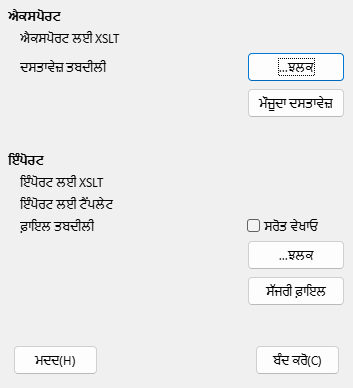 ਐਕਸਪੋਰਟ
ਐਕਸਪੋਰਟ ਲਈ XSLT
ਦਸਤਾਵੇਜ਼ ਤਬਦੀਲੀ
...ਝਲਕ
ਮੌਜੂਦਾ ਦਸਤਾਵੇਜ਼
ਇੰਪੋਰਟ
ਇੰਪੋਰਟ ਲਈ XSLT
ਇੰਪੋਰਟ ਲਈ ਟੈਂਪਲੇਟ
ਫ਼ਾਇਲ ਤਬਦੀਲੀ
ਸਰੋਤ ਵੇਖਾਓ
...ਝਲਕ
ਸੱਜਰੀ ਫ਼ਾਇਲ
ਮਦਦ(H)
ਬੰਦ ਕਰੋ(C)